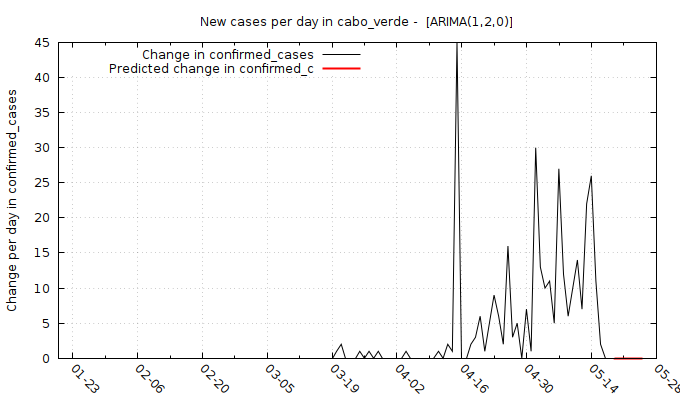 New cases per day in cabo_verde -  [ARIMA(1,2,0)]
Change in confirmed_cases
Predicted change in confirmed_c
Change per day in confirmed_cases
45
40
35
30
25
20
15
10
5
0
01-23 02-06 02-20 03-05 03-19 04-02 04-16 04-30 05-14 05-28